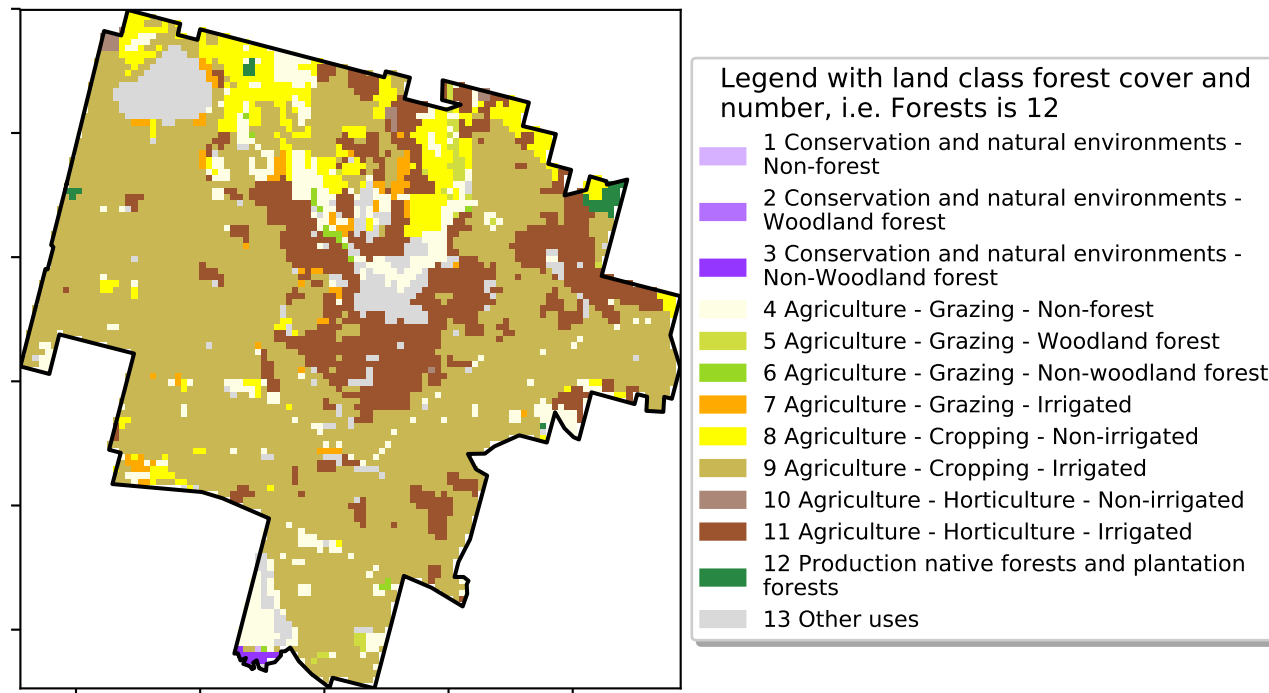 Legend with land class forest cover and
number, i.e. Forests is 12
1 Conservation and natural environments -
Non-forest
2 Conservation and natural environments -
Woodland forest
3 Conservation and natural environments -
Non-Woodland forest
4 Agriculture - Grazing - Non-forest
5 Agriculture - Grazing - Woodland forest
6 Agriculture - Grazing - Non-woodland forest
7 Agriculture - Grazing - Irrigated
8 Agriculture - Cropping - Non-irrigated
9 Agriculture - Cropping - Irrigated
10 Agriculture - Horticulture - Non-irrigated
11 Agriculture - Horticulture - Irrigated
12 Production native forests and plantation
forests
13 Other uses